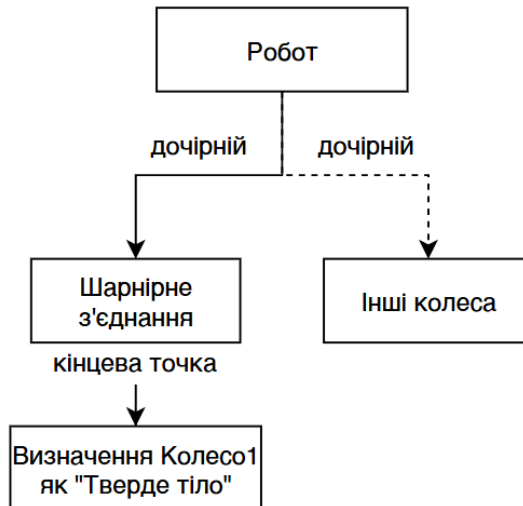 Робот
дочірній
дочірній
Шарнірне
з'єднання
Інші колеса
кінцева точка
Визначення Колесо1
як "Тверде тіло"